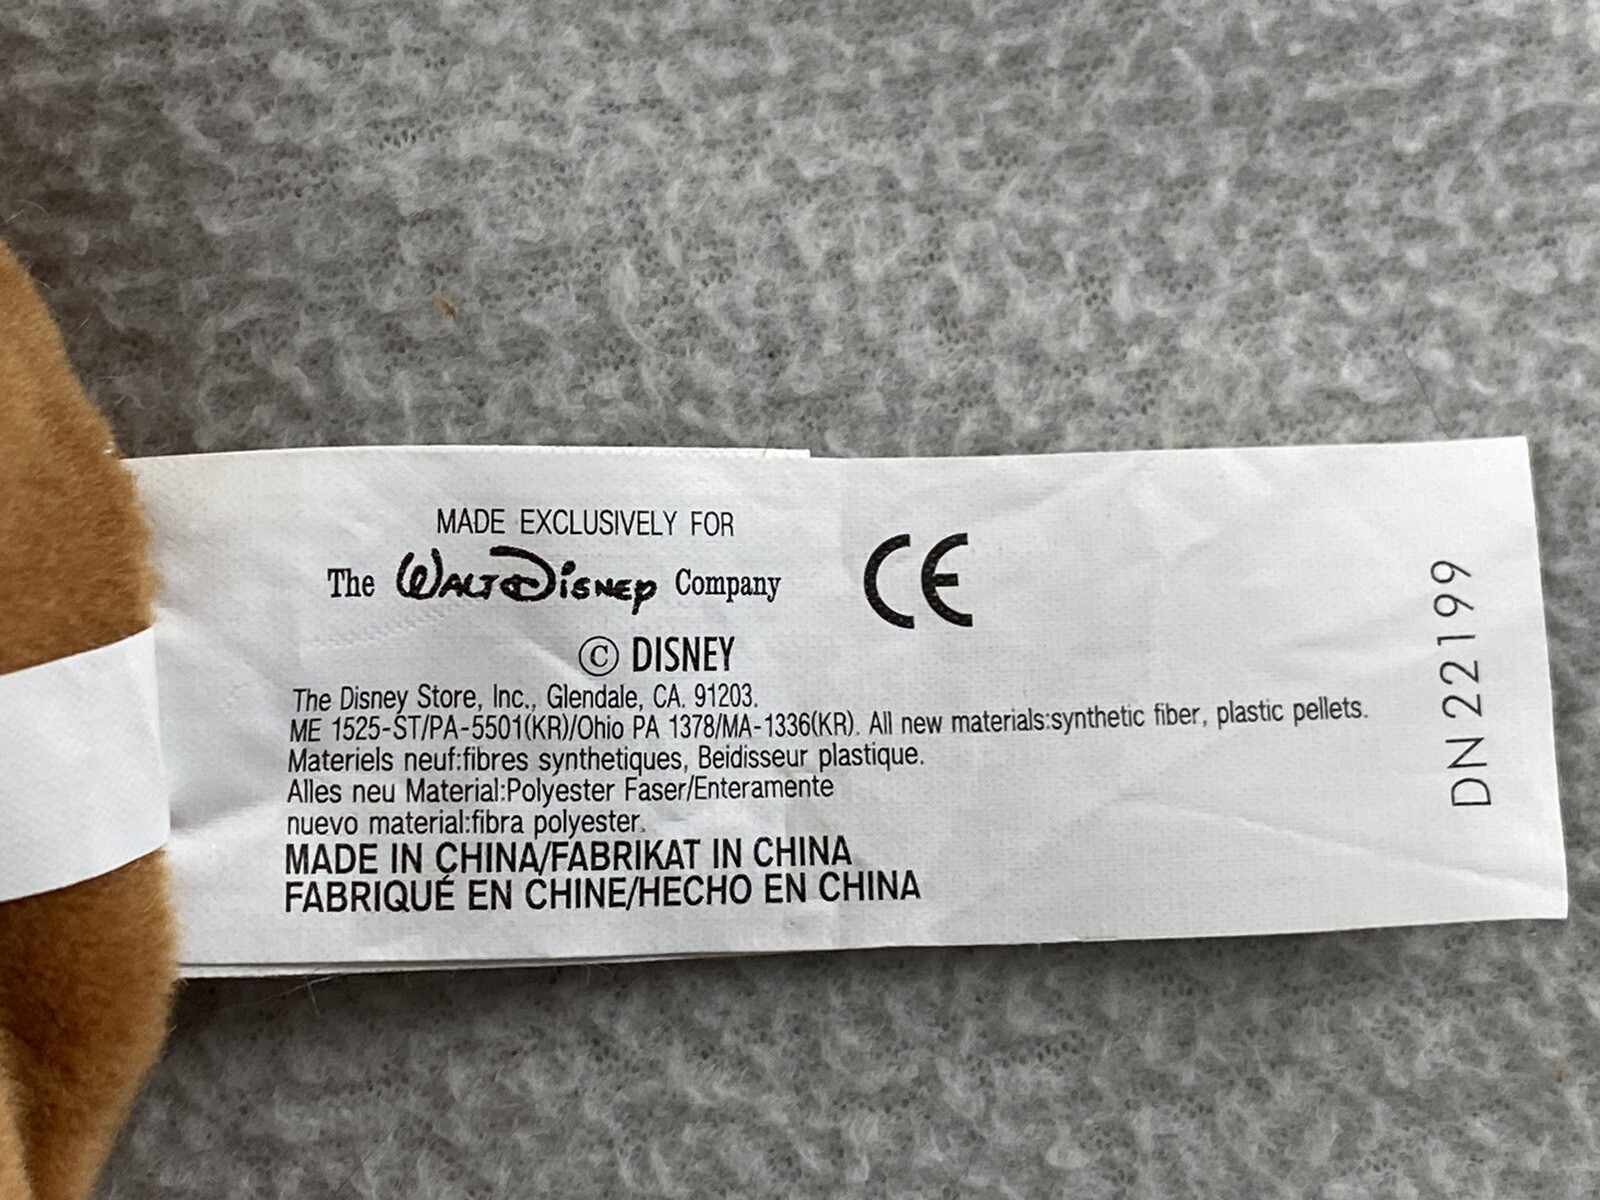 MADE EXCLUSIVELY FOR
The WALT DISNEY Company
CE
© DISNEY
The Disney Store, Inc., Glendale, CA. 91203.
ME 1525-ST/PA-5501(KR)/Ohio PA 1378/MA-1336(KR). All new materials:synthetic fiber, plastic pellets.
Materiels neuf:fibres synthetiques, Beidisseur plastique.
Alles neu Material:Polyester Faser/Enteramente
nuevo material:fibra polyester.
MADE IN CHINA/FABRIKAT IN CHINA
FABRIQUÉ EN CHINE/HECHO EN CHINA
DN 22199